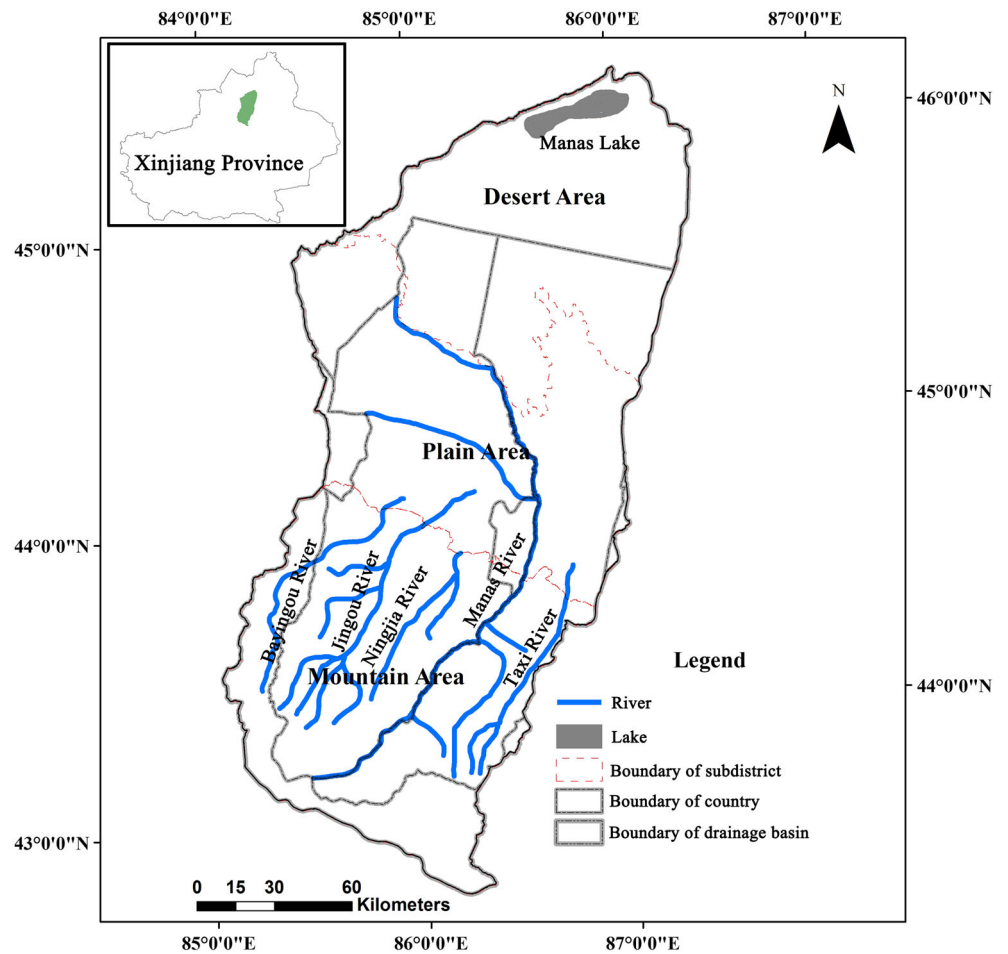 84°0'0"E
85°0'0"E
86°0'0"E
87°0'0"E
Xinjiang Province
N
46°0'0"N
Manas Lake
Desert Area
45°0'0"N
45°0'0"N
Plain Area
44°0'0"N
Bayingou River
Jingou River
Ningjia River
Manas River
Taxi River
Mountain Area
44°0'0"N
Legend
River
Lake
Boundary of subdistrict
Boundary of country
Boundary of drainage basin
43°0'0"N
0 15 30 60
Kilometers
85°0'0"E
86°0'0"E
87°0'0"E